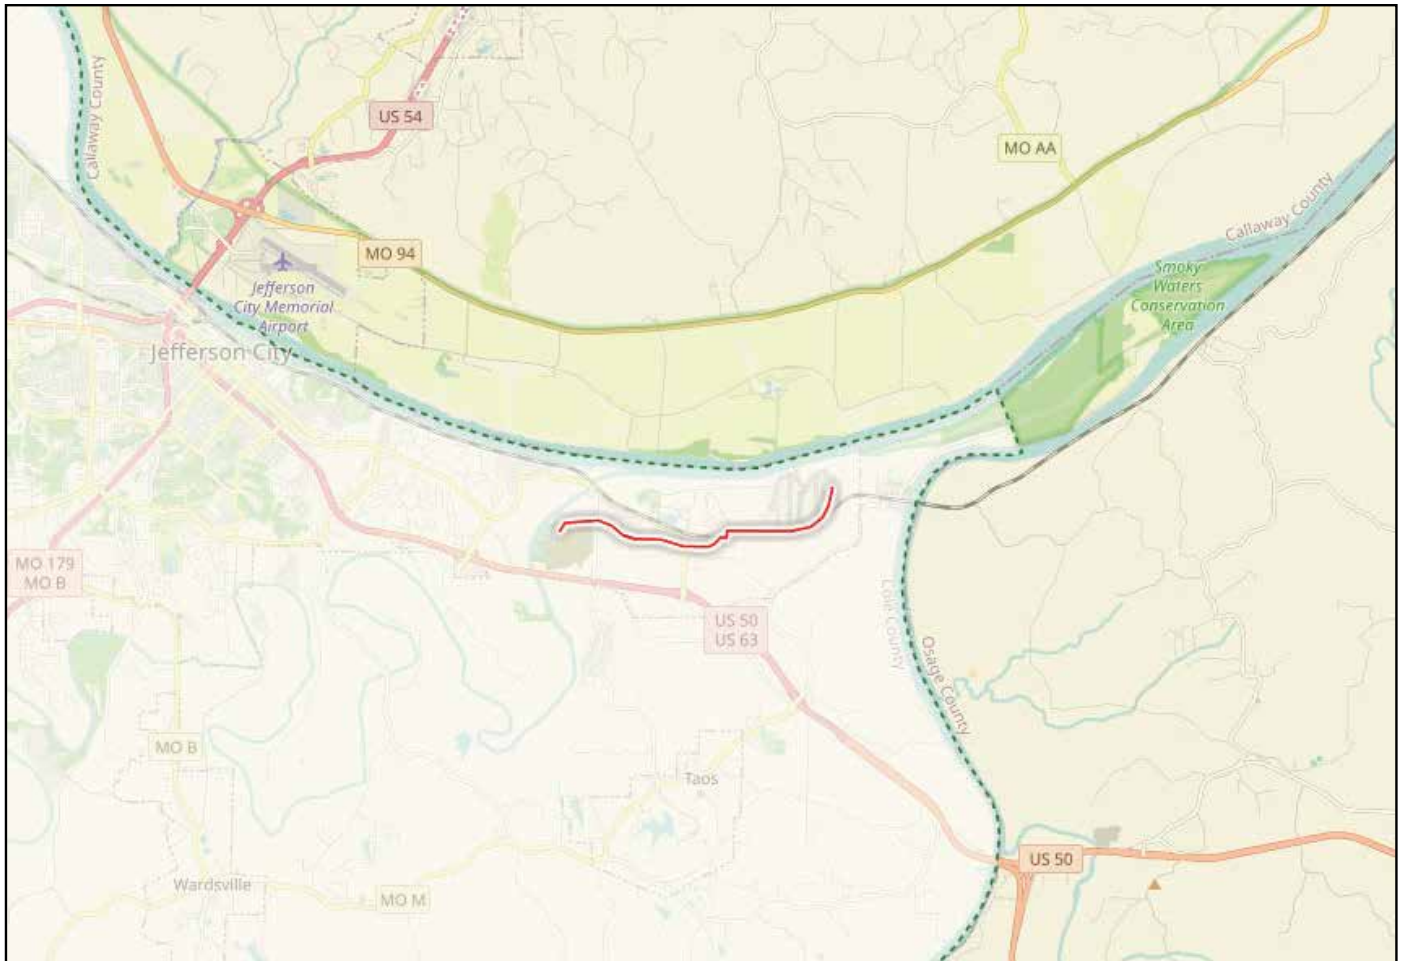 Callaway County
US 54
MO AA
MO 94
Jefferson
City Memorial
Airport
Callaway County
Smoky
Waters
Conservation
Area
Jefferson City
MO 179
MO B
US 50
US 63
Cole County
Osage County
MO B
Taos
US 50
Wardsville
MO M